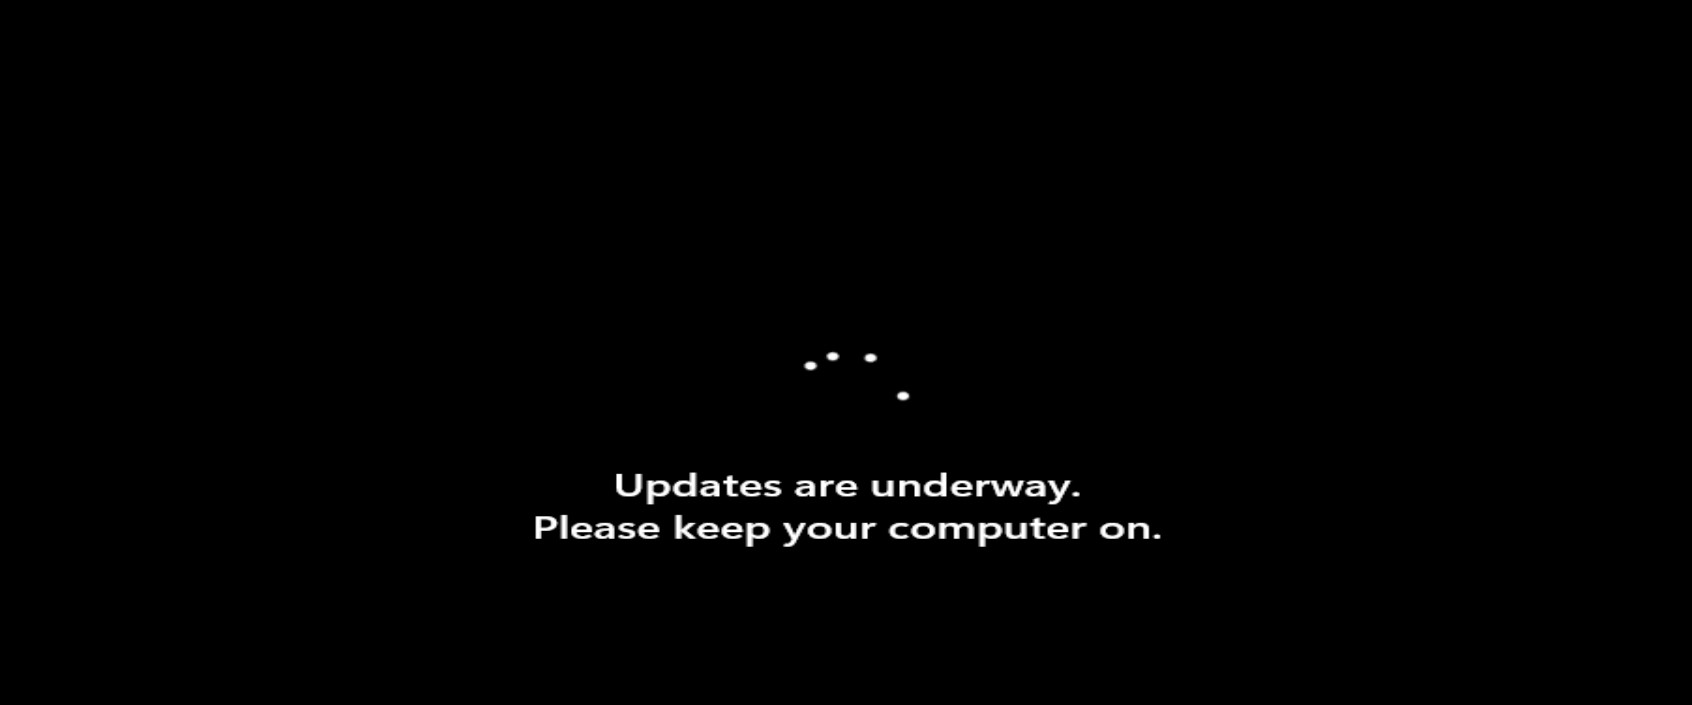 Updates are underway.
Please keep your computer on.